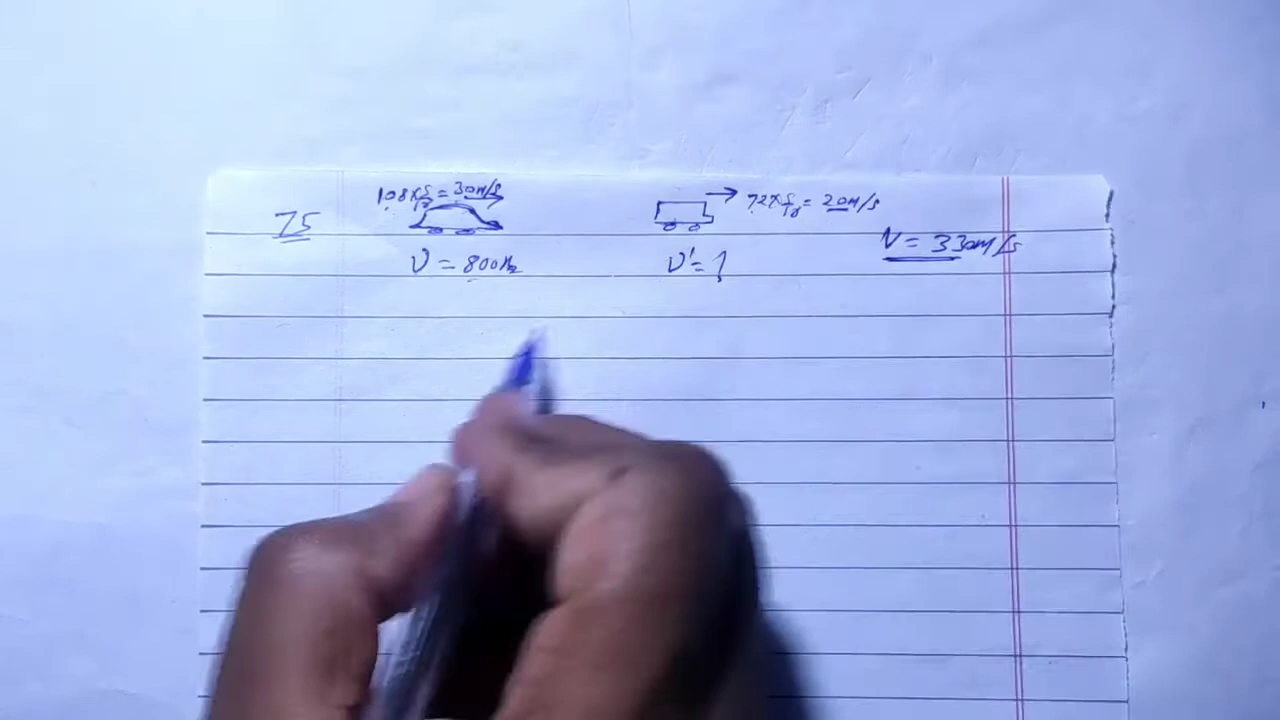 75
108×5/18 = 30m/s
72×5/18 = 20m/s
V = 330m/s
ν = 800Hz
ν' = ?